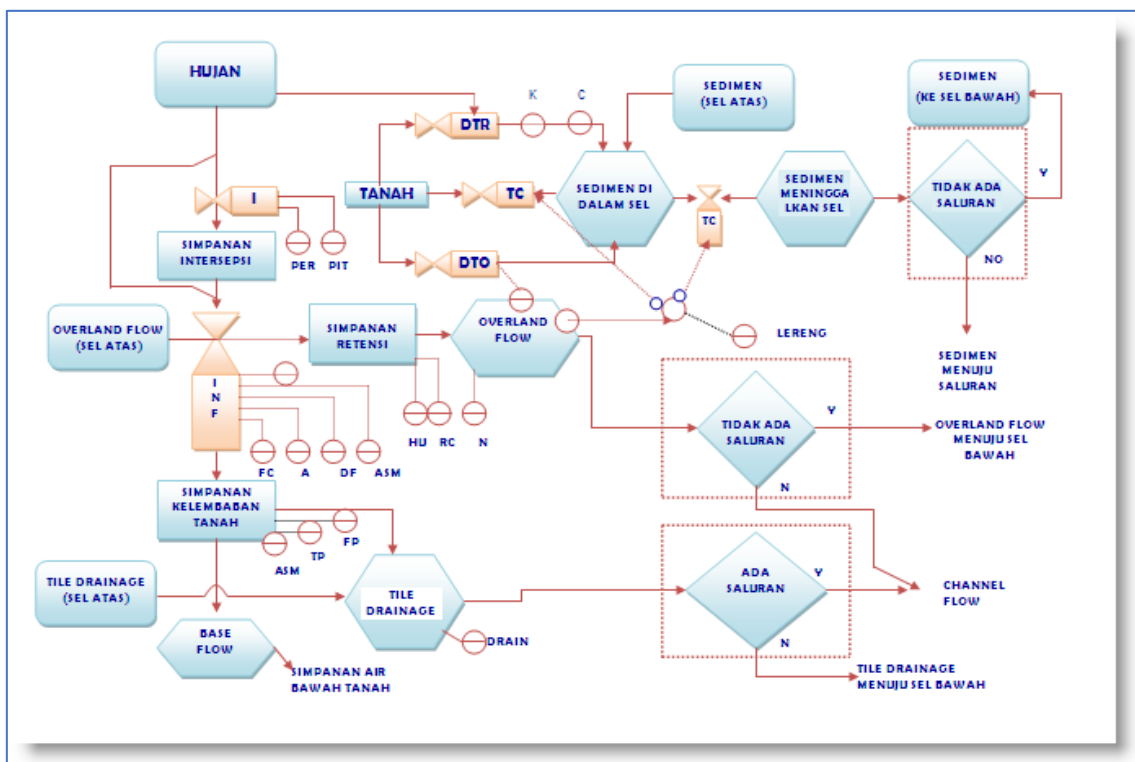 HUJAN
SEDIMEN
(SEL ATAS)
SEDIMEN
(KE SEL BAWAH)
K
C
DTR
TANAH
TC
SEDIMEN DI
DALAM SEL
TC
SEDIMEN
MENINGGA
LKAN SEL
TIDAK ADA
SALURAN
Y
NO
I
PER
PIT
SIMPANAN
INTERSEPSI
DTO
OVERLAND FLOW
(SEL ATAS)
SIMPANAN
RETENSI
OVERLAND
FLOW
LERENG
SEDIMEN
MENUJU
SALURAN
I
N
F
HU
RC
N
FC
A
DF
ASM
TIDAK ADA
SALURAN
Y
N
OVERLAND FLOW
MENUJU SEL
BAWAH
SIMPANAN
KELEMBABAN
TANAH
ASM
TP
FP
TILE DRAINAGE
(SEL ATAS)
TILE
DRAINAGE
DRAIN
ADA
SALURAN
Y
N
CHANNEL
FLOW
BASE
FLOW
SIMPANAN AIR
BAWAH TANAH
TILE DRAINAGE
MENUJU SEL BAWAH